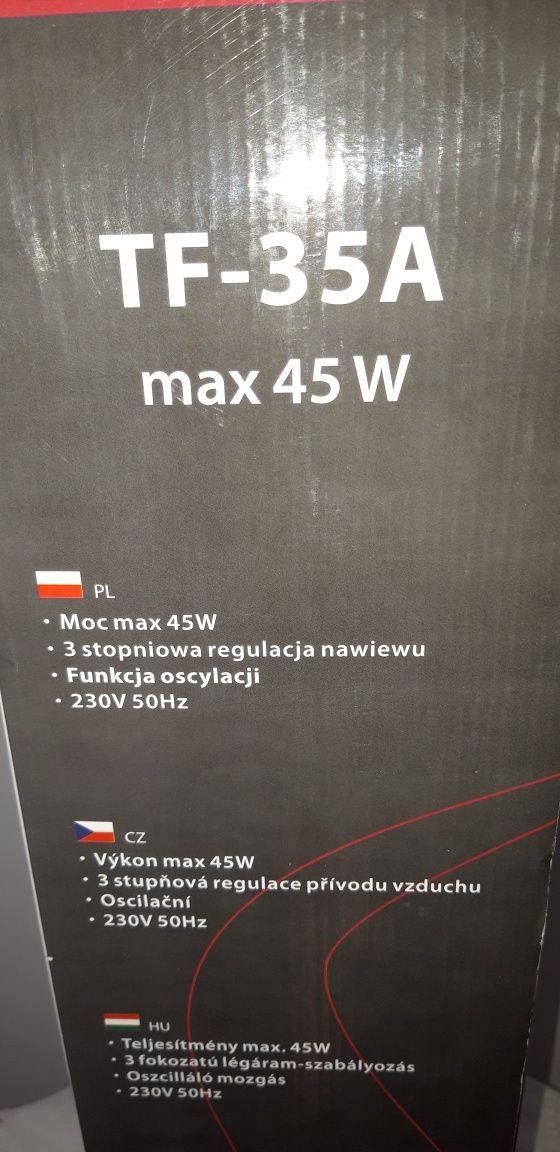 TF-35A
max 45 W
PL
• Moc max 45W
• 3 stopniowa regulacja nawiewu
• Funkcja oscylacji
• 230V 50Hz
CZ
• Výkon max 45W
• 3 stupňová regulace přívodu vzduchu
• Oscilační
• 230V 50Hz
HU
• Teljesítmény max. 45W
• 3 fokozatú légáram-szabályozás
• Oszcilláló mozgás
• 230V 50Hz